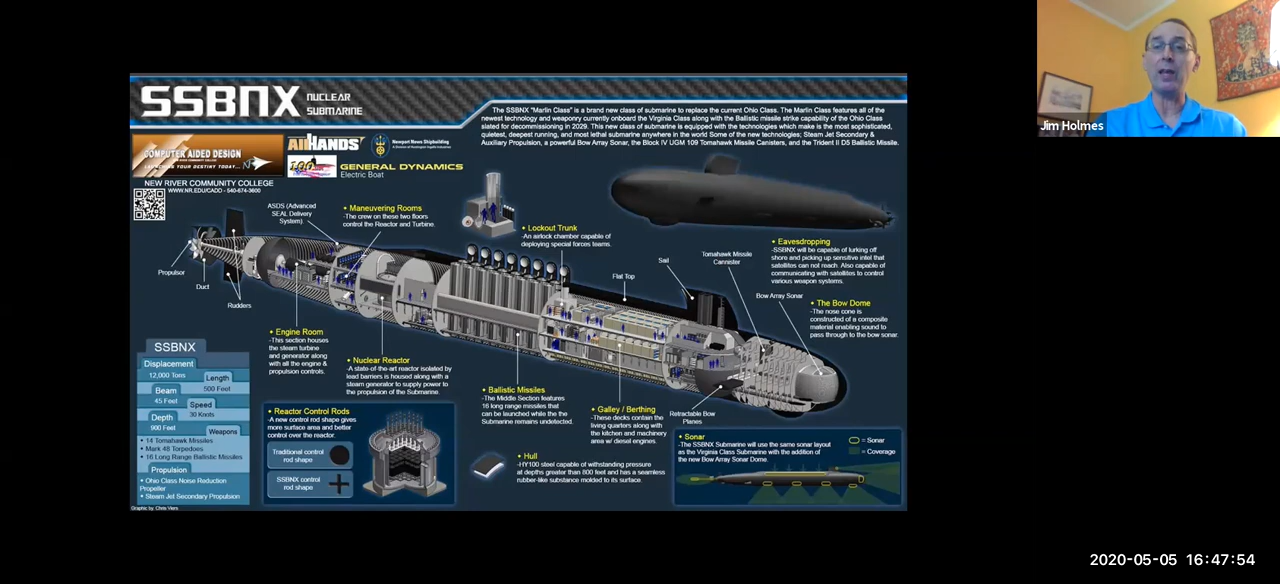 Jim Holmes
SSBNX
NUCLEAR
SUBMARINE
The SSBNX "Marlin Class" is a brand new class of submarine to replace the current Ohio Class. The Marlin Class features all of the
newest technology and weaponry currently onboard the Virginia Class along with the Ballistic missile strike capability of the Ohio Class
slated for decommissioning in 2029. This new class of submarine is equipped with the technologies which make is the most sophisticated,
quietest, deepest running, and most lethal submarine anywhere in the world Some of the new technologies; Steam Jet Secondary &
Auxiliary Propulsion, a powerful Bow Array Sonar, the Block IV UGM 109 Tomahawk Missile Canisters, and the Trident II D5 Ballistic Missile.
COMPUTER AIDED DESIGN
LAUNCHING YOUR DESTINY TODAY...
AllHANDS
Newport News Shipbuilding
GENERAL DYNAMICS
Electric Boat
NEW RIVER COMMUNITY COLLEGE
WWW.NR.EDU/CADD - 540-674-3600
ASDS (Advanced
SEAL Delivery
System)
• Maneuvering Rooms
-The crew on these two floors
control the Reactor and Turbine.
• Lockout Trunk
-An airlock chamber capable of
deploying special forces teams.
• Eavesdropping
-SSBNX will be capable of lurking off
shore and picking up sensitive intel that
satellites can not reach. Also capable of
communicating with satellites to control
various weapon systems.
Tomahawk Missile
Cannister
Sail
Flat Top
Bow Array Sonar
• The Bow Dome
-The nose cone is
constructed of a composite
material enabling sound to
pass through to the bow sonar.
Propulsor
Duct
Rudders
• Engine Room
-This section houses
the steam turbine
and generator along
with all the engine &
propulsion controls.
• Nuclear Reactor
-A state-of-the-art reactor isolated by
lead barriers is housed along with a
steam generator to supply power to
the propulsion of the Submarine.
• Ballistic Missiles
-The Middle Section features
16 long range missiles that
can be launched while the the
Submarine remains undetected.
• Galley / Berthing
-These decks contain the
living quarters along with
the kitchen and machinery
area w/ diesel engines.
Retractable Bow
Planes
SSBNX
Displacement
12,000 Tons
Length
500 Feet
Beam
45 Feet
Speed
30 Knots
Depth
900 Feet
Weapons
• 14 Tomahawk Missiles
• Mark 48 Torpedoes
• 16 Long Range Ballistic Missiles
Propulsion
• Ohio Class Noise Reduction
Propeller
• Steam Jet Secondary Propulsion
• Reactor Control Rods
-A new control rod shape gives
more surface area and better
control over the reactor.
Traditional control
rod shape
SSBNX control
rod shape
• Hull
-HY100 steel capable of withstanding pressure
at depths greater than 800 feet and has a seamless
rubber-like substance molded to its surface.
• Sonar
-The SSBNX Submarine will use the same sonar layout
as the Virginia Class Submarine with the addition of
the new Bow Array Sonar Dome.
= Sonar
= Coverage
Graphic by: Chris Viers
2020-05-05 16:47:54